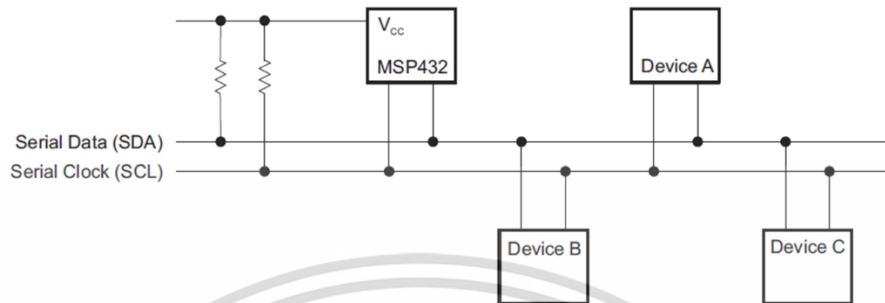 Vcc
MSP432
Device A
Serial Data (SDA)
Serial Clock (SCL)
Device B
Device C